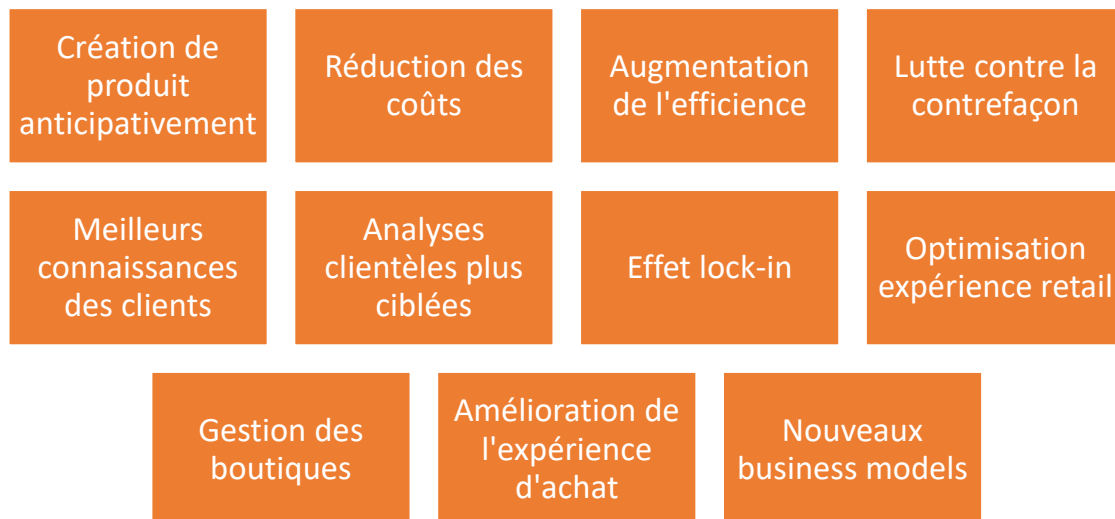 Création de
produit
anticipativement
Réduction des
coûts
Augmentation
de l'efficience
Lutte contre la
contrefaçon
Meilleurs
connaissances
des clients
Analyses
clientèles plus
ciblées
Effet lock-in
Optimisation
expérience retail
Gestion des
boutiques
Amélioration de
l'expérience
d'achat
Nouveaux
business models